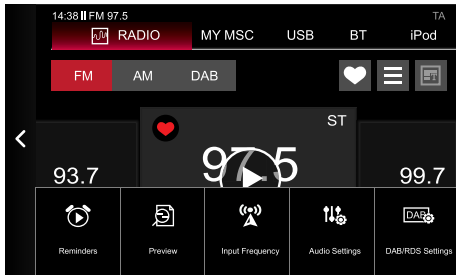 14:38 FM 97.5 TA
RADIO MY MSC USB BT iPod
FM AM DAB
ST
93.7 97.5 99.7
DAB
Reminders Preview Input Frequency Audio Settings DAB/RDS Settings